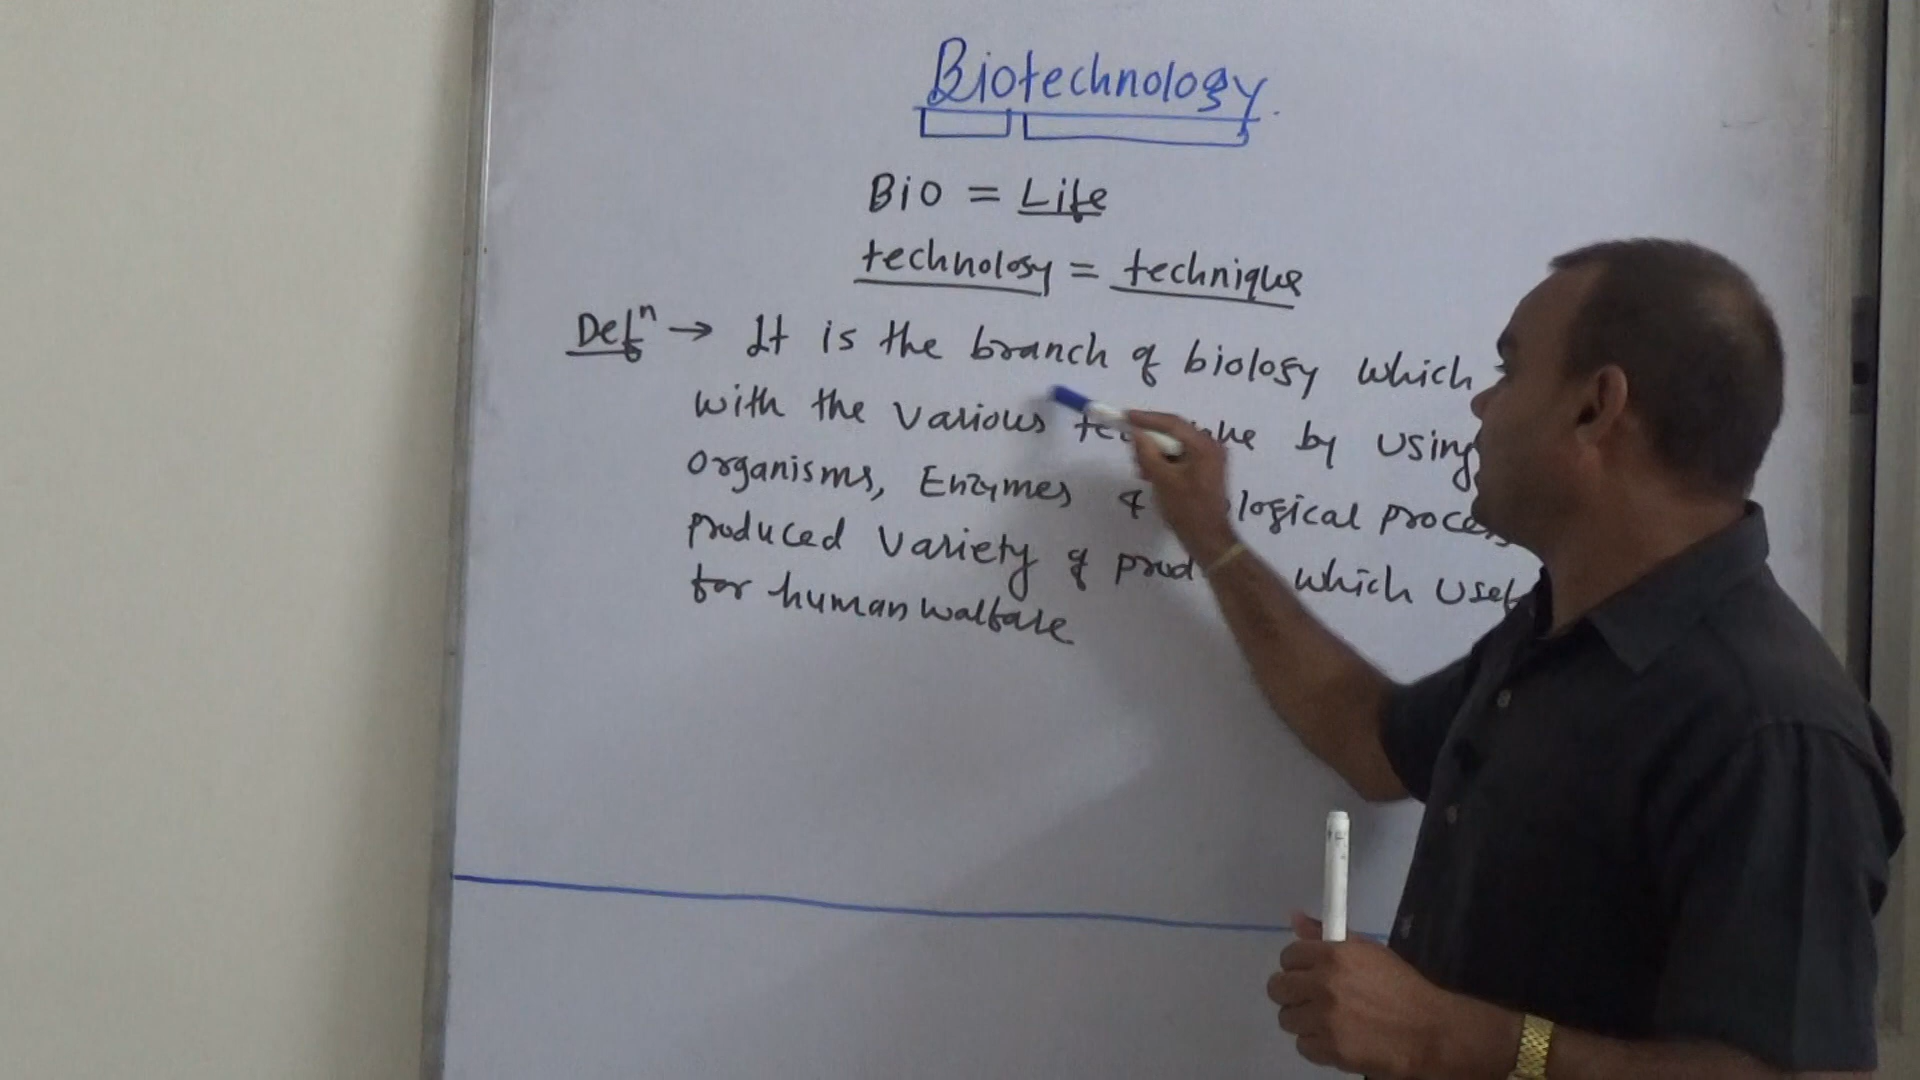 Biotechnology.
Bio = Life
technology = technique
Defn → It is the branch of biology which
with the various by using
organisms, Enzymes & process
produced variety of which
for human walfare